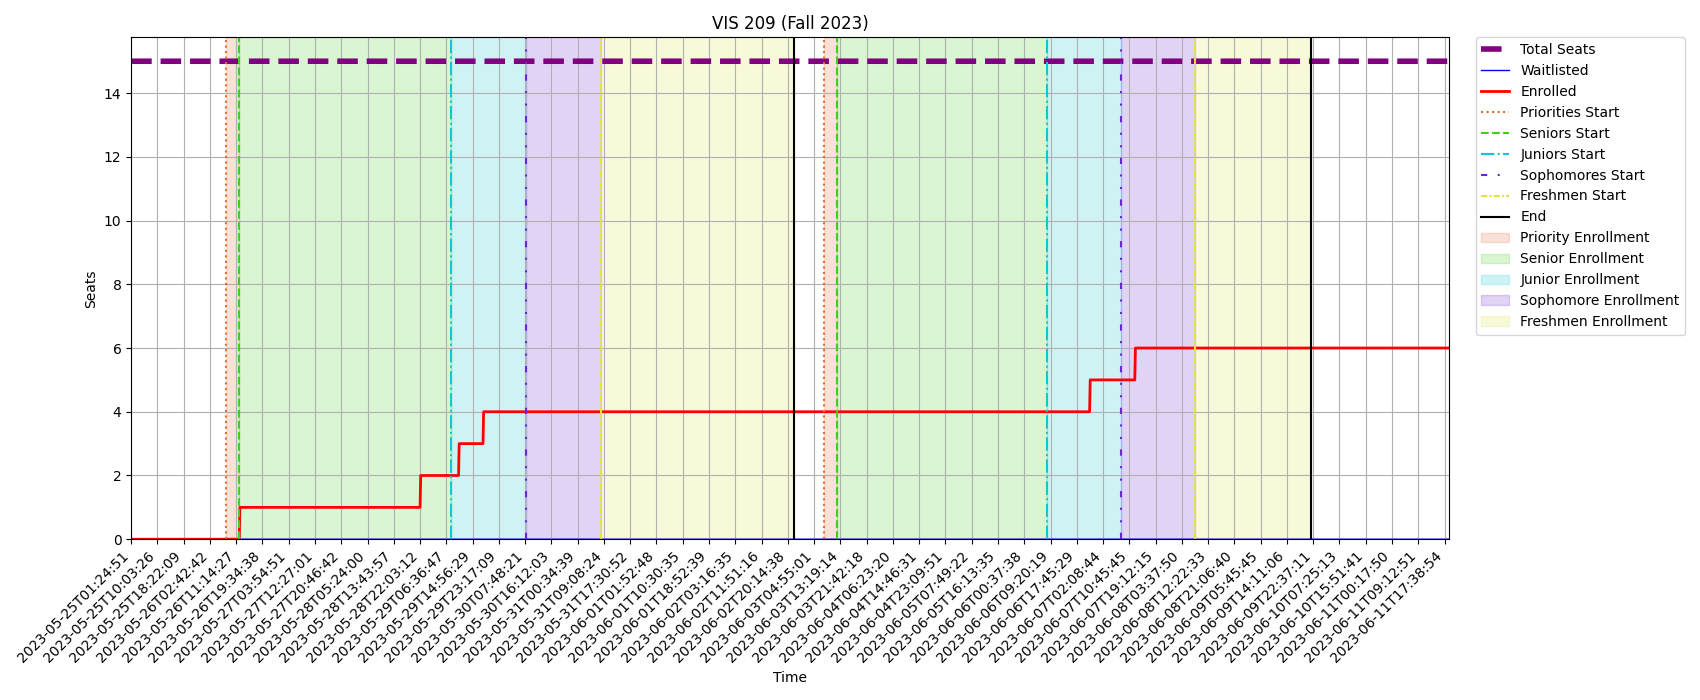 VIS 209 (Fall 2023)
Seats
14
12
10
8
6
4
2
0
2023-05-25T01:24:51
2023-05-25T10:03:26
2023-05-25T18:22:09
2023-05-26T02:42:42
2023-05-26T11:14:27
2023-05-26T19:34:38
2023-05-27T03:54:51
2023-05-27T12:27:01
2023-05-27T20:46:42
2023-05-28T05:24:00
2023-05-28T13:43:57
2023-05-28T22:03:12
2023-05-29T06:36:47
2023-05-29T14:56:29
2023-05-29T23:17:09
2023-05-30T07:48:21
2023-05-30T16:12:03
2023-05-31T00:34:39
2023-05-31T09:08:24
2023-05-31T17:30:52
2023-06-01T01:52:48
2023-06-01T10:30:35
2023-06-01T18:52:39
2023-06-02T03:16:35
2023-06-02T11:51:16
2023-06-02T20:14:38
2023-06-03T04:55:01
2023-06-03T13:19:14
2023-06-03T21:42:18
2023-06-04T06:23:20
2023-06-04T14:46:31
2023-06-04T23:09:51
2023-06-05T07:49:22
2023-06-05T16:13:35
2023-06-06T00:37:38
2023-06-06T09:20:19
2023-06-06T17:45:29
2023-06-07T02:08:44
2023-06-07T10:45:45
2023-06-07T19:12:15
2023-06-08T03:37:50
2023-06-08T12:22:33
2023-06-08T21:06:40
2023-06-09T05:45:45
2023-06-09T14:11:06
2023-06-09T22:37:11
2023-06-10T07:25:13
2023-06-10T15:51:41
2023-06-11T00:17:50
2023-06-11T09:12:51
2023-06-11T17:38:54
Time
Total Seats
Waitlisted
Enrolled
Priorities Start
Seniors Start
Juniors Start
Sophomores Start
Freshmen Start
End
Priority Enrollment
Senior Enrollment
Junior Enrollment
Sophomore Enrollment
Freshmen Enrollment